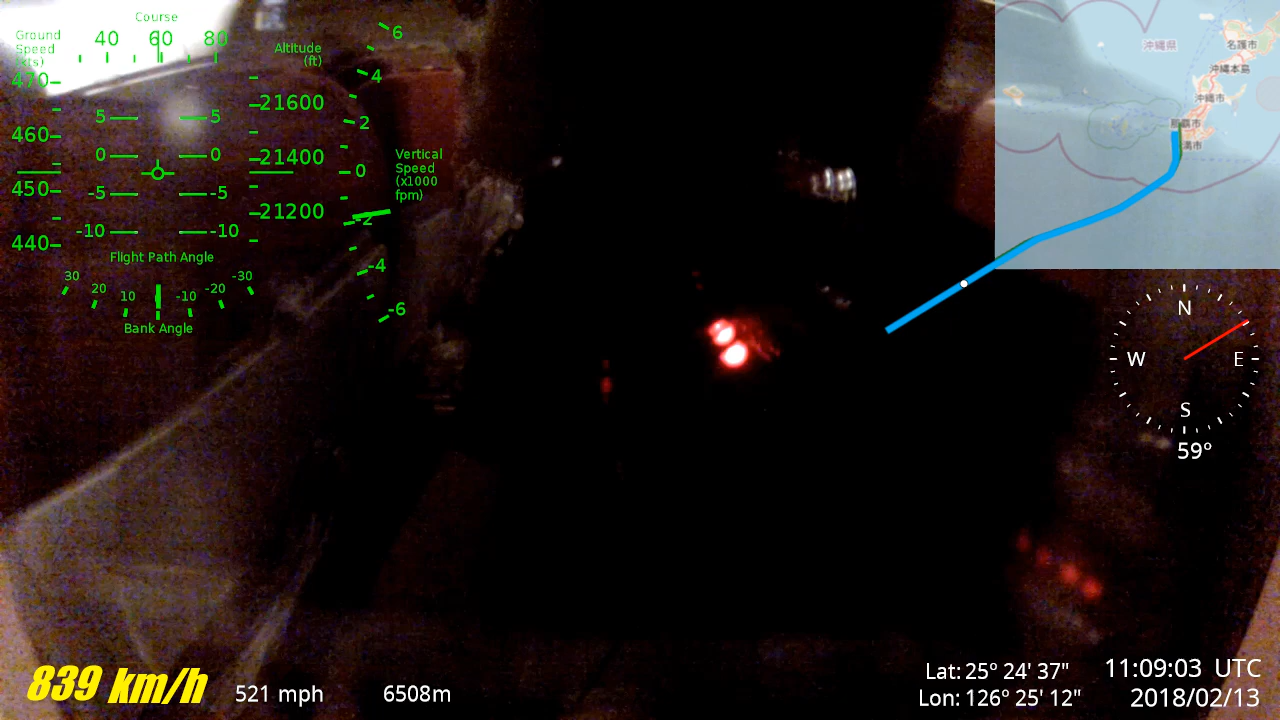 Course
Ground
Speed
(kts)
40 60 80
470
460
450
440
5 5
0 0
-5 -5
-10 -10
Flight Path Angle
30 20 10 -10 -20 -30
Bank Angle
Altitude
(ft)
21600
21400
21200
6
4
2
0
-2
-4
-6
Vertical
Speed
(x1000
fpm)
沖縄県
名護市
沖縄本島
沖縄市
那覇市
満市
N
W E
S
59°
839 km/h 521 mph 6508m
Lat: 25° 24' 37" 11:09:03 UTC
Lon: 126° 25' 12" 2018/02/13